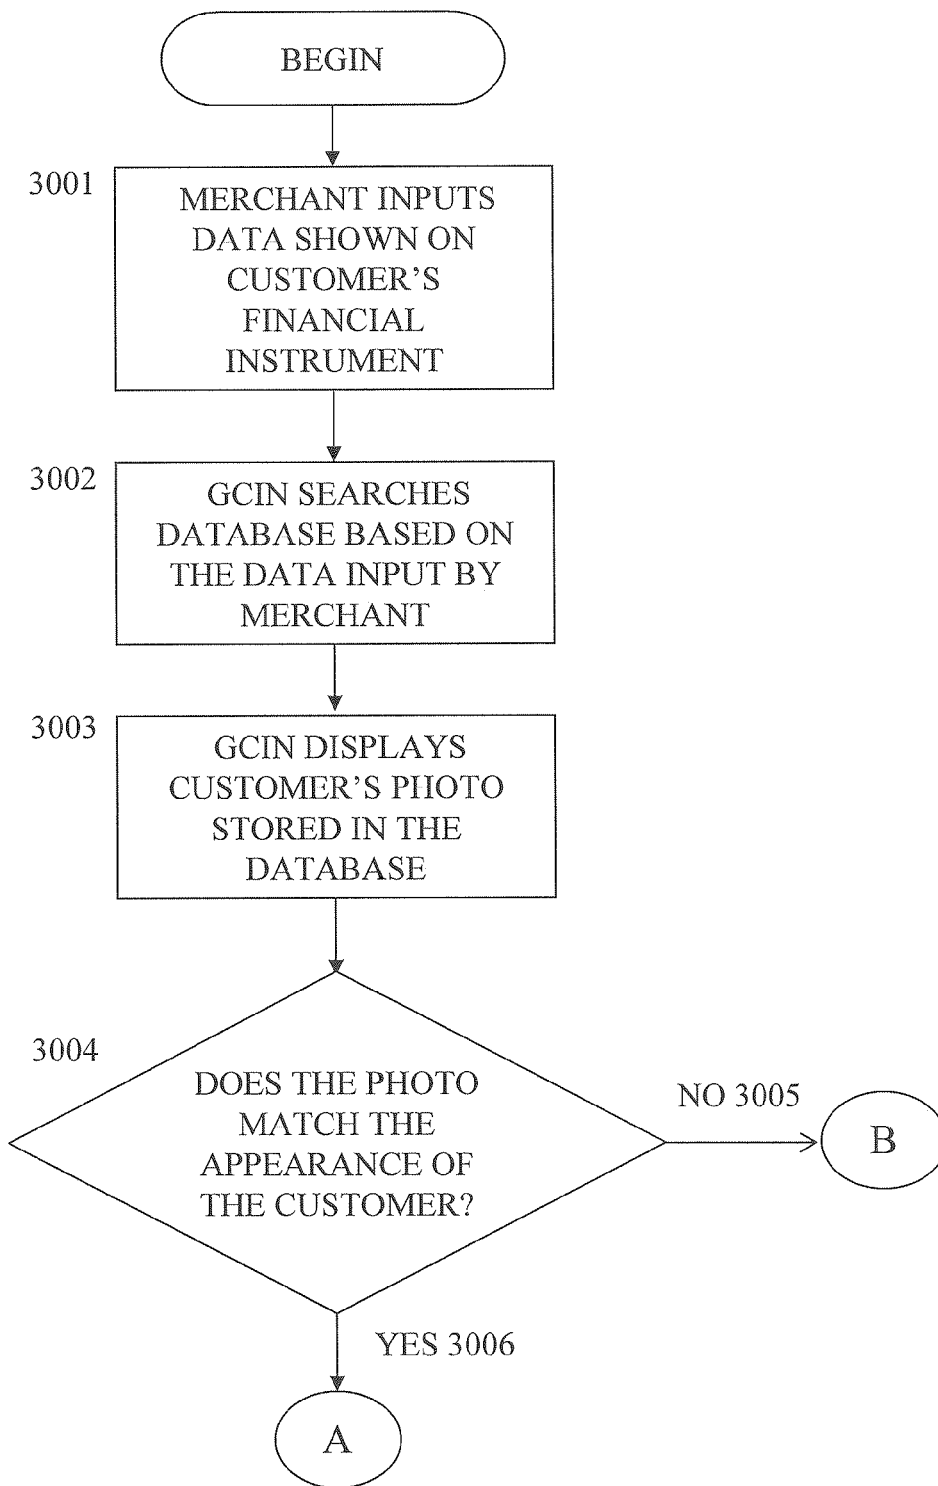 BEGIN
3001
MERCHANT INPUTS
DATA SHOWN ON
CUSTOMER'S
FINANCIAL
INSTRUMENT
3002
GCIN SEARCHES
DATABASE BASED ON
THE DATA INPUT BY
MERCHANT
3003
GCIN DISPLAYS
CUSTOMER'S PHOTO
STORED IN THE
DATABASE
3004
DOES THE PHOTO
MATCH THE
APPEARANCE OF
THE CUSTOMER?
NO 3005
B
YES 3006
A